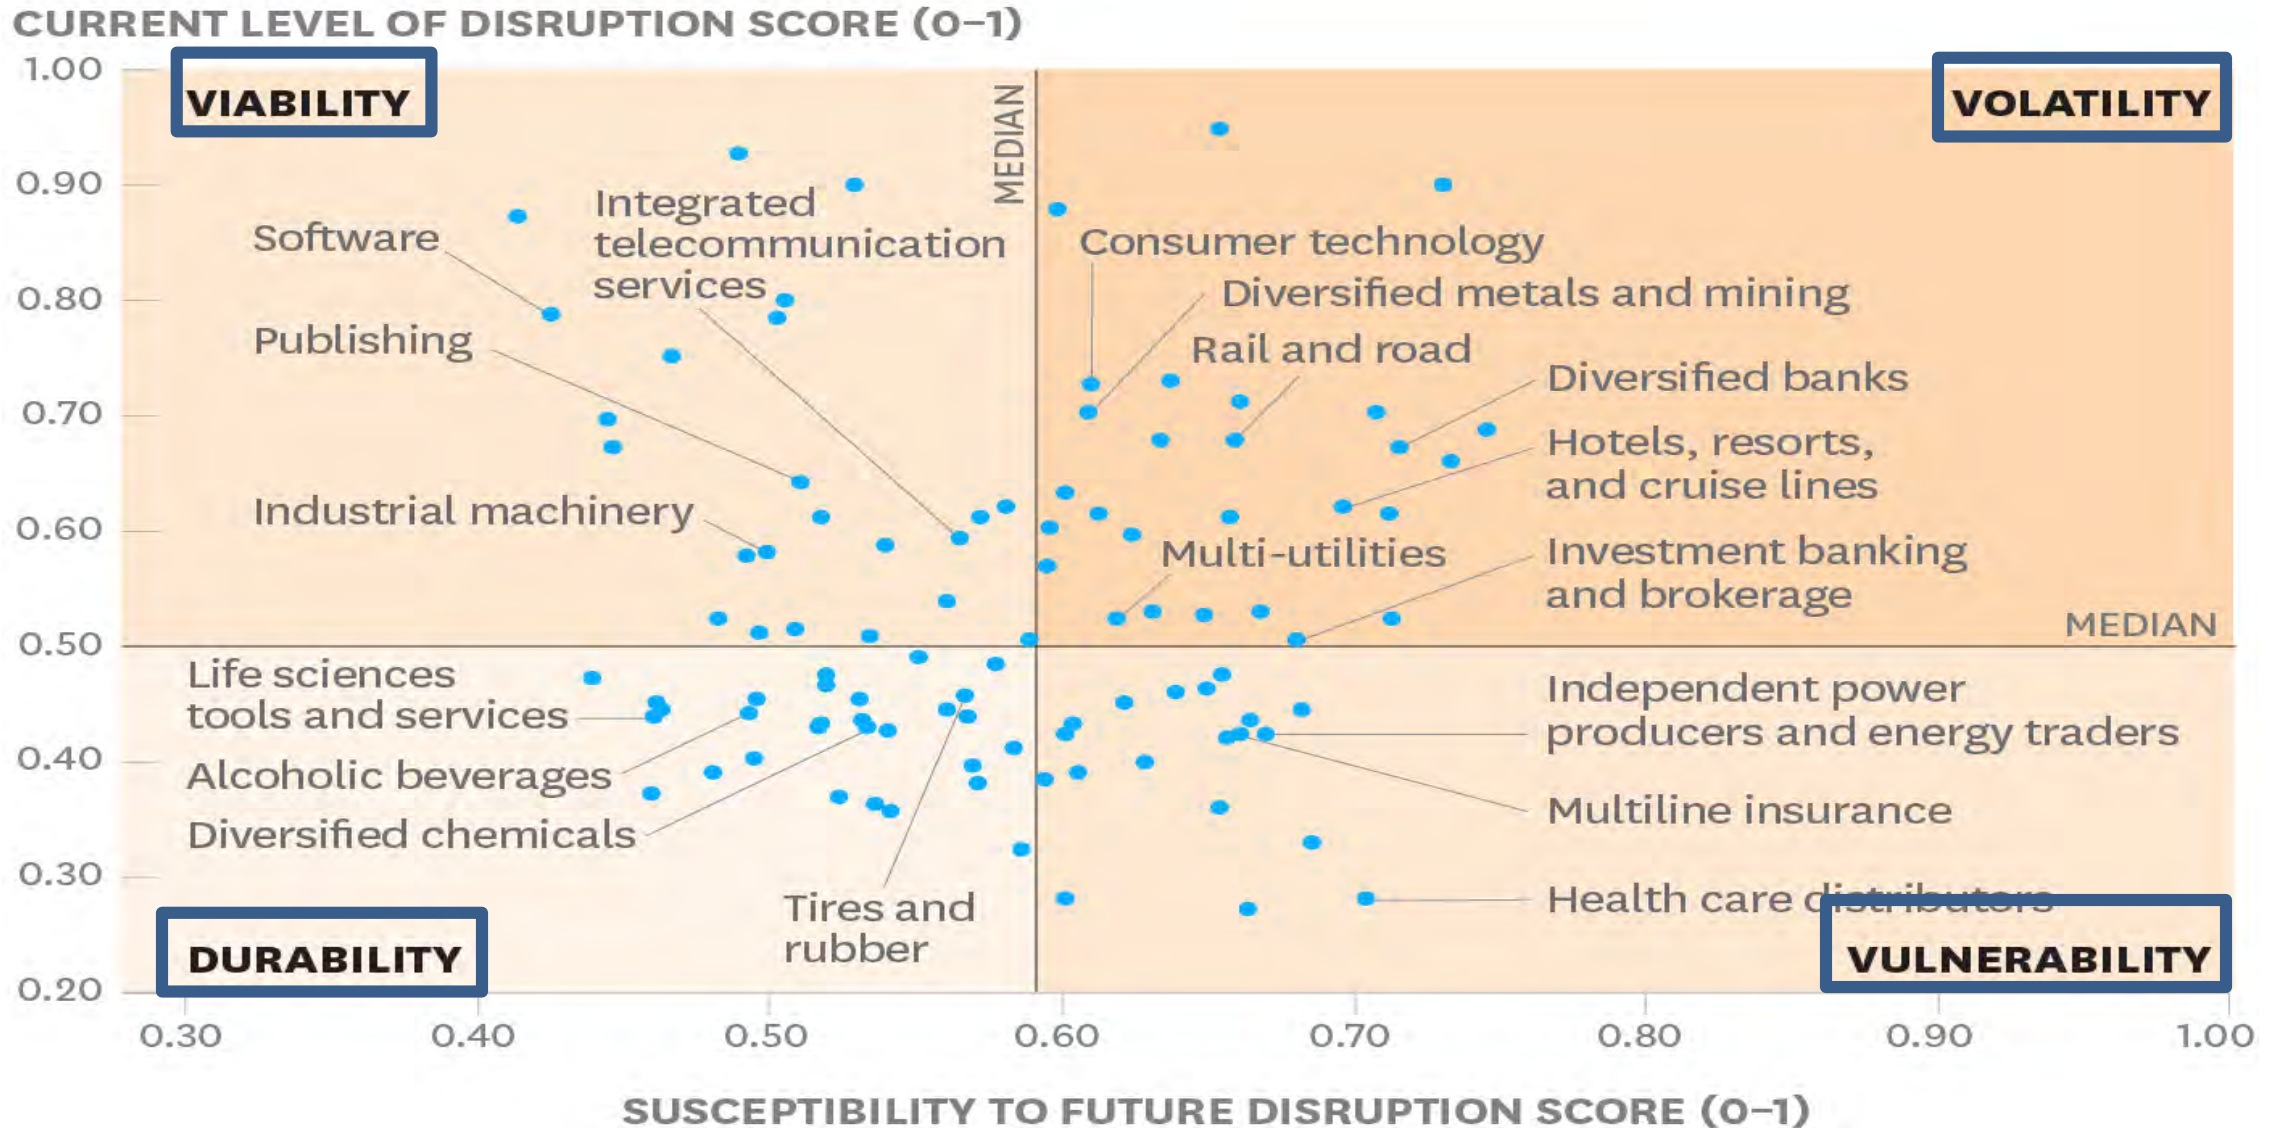 CURRENT LEVEL OF DISRUPTION SCORE (0–1)
1.00
VIABILITY
VOLATILITY
MEDIAN
0.90
Integrated
telecommunication
services
Software
Consumer technology
Diversified metals and mining
0.80
Publishing
Rail and road
Diversified banks
0.70
Hotels, resorts,
and cruise lines
Industrial machinery
0.60
Multi-utilities
Investment banking
and brokerage
MEDIAN
0.50
Life sciences
tools and services
Independent power
producers and energy traders
0.40
Alcoholic beverages
Multiline insurance
Diversified chemicals
0.30
Tires and
rubber
Health care distributors
DURABILITY
VULNERABILITY
0.20
0.30 0.40 0.50 0.60 0.70 0.80 0.90 1.00
SUSCEPTIBILITY TO FUTURE DISRUPTION SCORE (0–1)